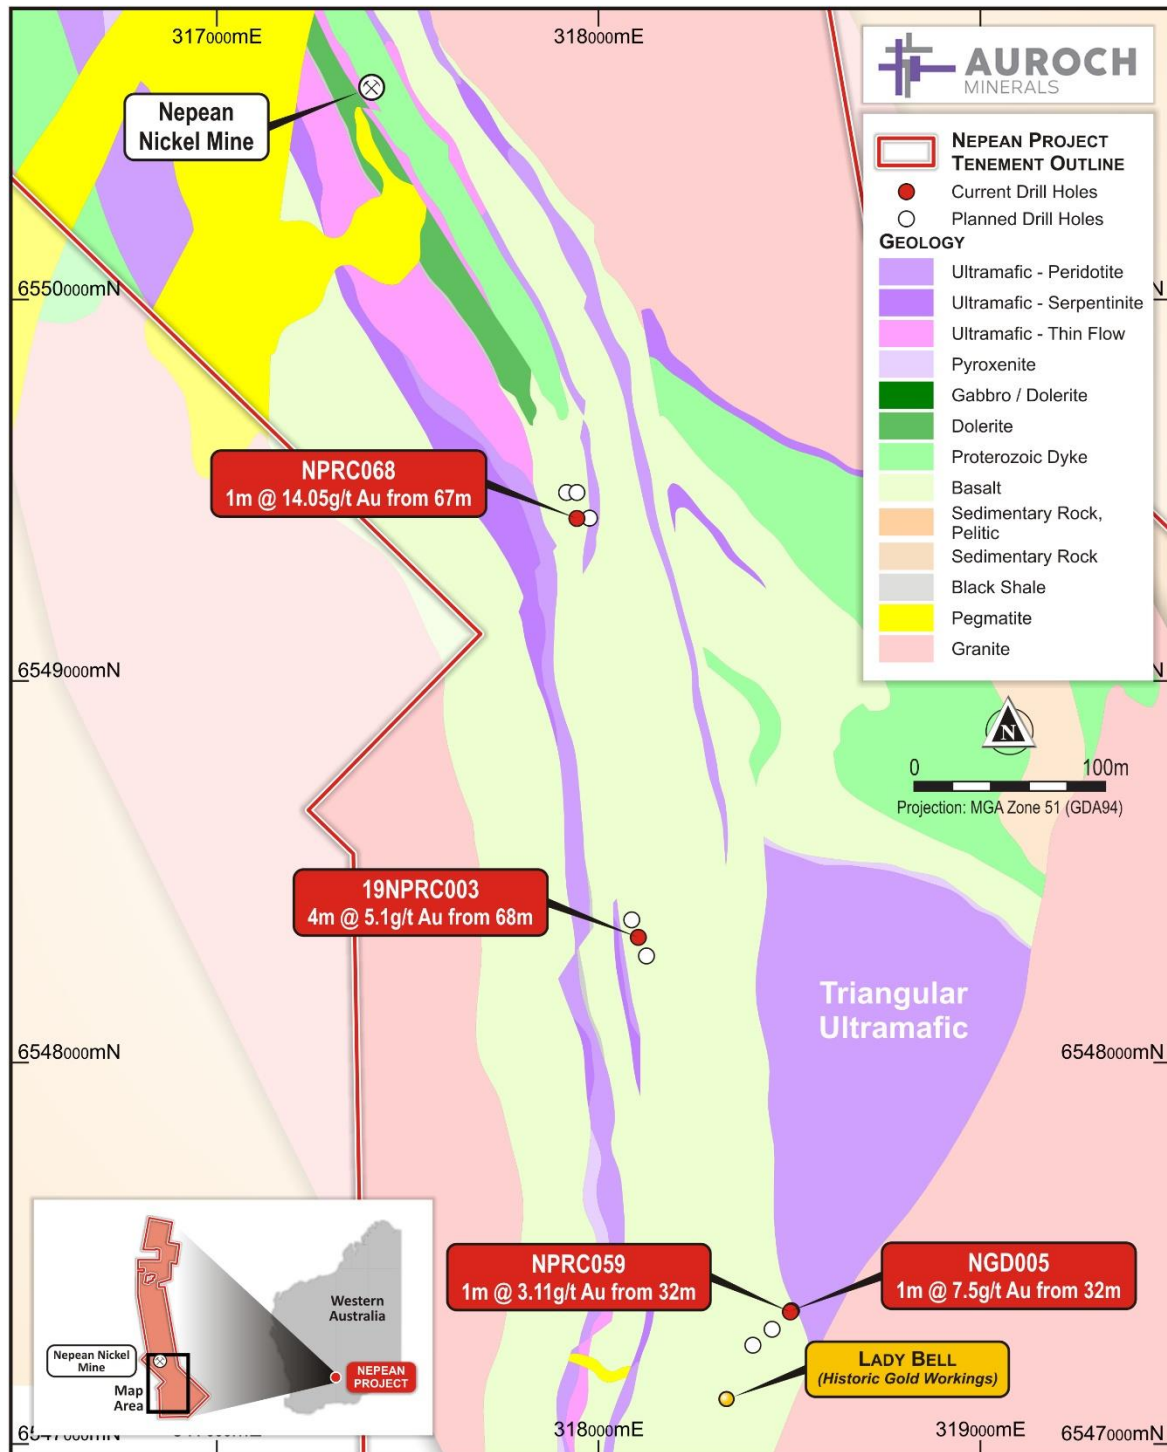 317000mE
318000mE
AUROCH
MINERALS
Nepean
Nickel Mine
NEPEAN PROJECT
TENEMENT OUTLINE
Current Drill Holes
Planned Drill Holes
GEOLOGY
Ultramafic - Peridotite
Ultramafic - Serpentinite
Ultramafic - Thin Flow
Pyroxenite
Gabbro / Dolerite
Dolerite
Proterozoic Dyke
Basalt
Sedimentary Rock,
Pelitic
Sedimentary Rock
Black Shale
Pegmatite
Granite
6550000mN
N
NPRC068
1m @ 14.05g/t Au from 67m
6549000mN
N
N
0 100m
Projection: MGA Zone 51 (GDA94)
19NPRC003
4m @ 5.1g/t Au from 68m
Triangular
Ultramafic
6548000mN
6548000mN
NPRC059
1m @ 3.11g/t Au from 32m
NGD005
1m @ 7.5g/t Au from 32m
LADY BELL
(Historic Gold Workings)
Western
Australia
Nepean Nickel
Mine
Map
Area
NEPEAN
PROJECT
318000mE
319000mE
6547000mN